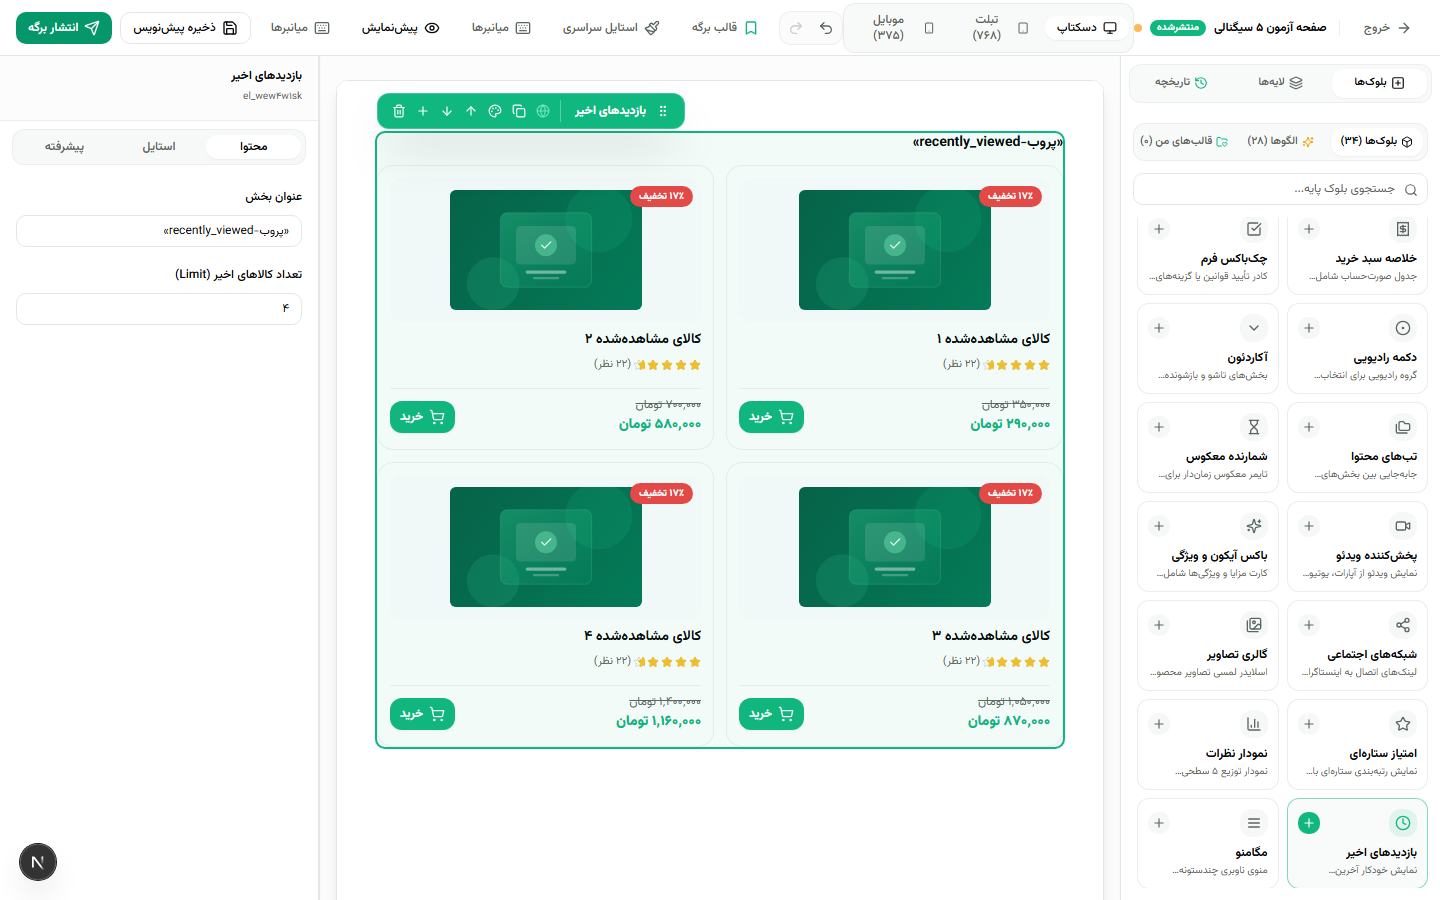 خروج
صفحه آزمون ۵ سیگنالی
منتشرشده
دسکتاپ
تبلت
(۷۶۸)
موبایل
(۳۷۵)
قالب برگه
استایل سراسری
میانبرها
پیش‌نمایش
میانبرها
ذخیره پیش‌نویس
انتشار برگه
بلوک‌ها
لایه‌ها
تاریخچه
بلوک‌ها (۳۴)
الگوها (۲۸)
قالب‌های من (۰)
جستجوی بلوک پایه...
خلاصه سبد خرید
جدول صورت‌حساب شامل...
چک‌باکس فرم
کادر تأیید قوانین یا گزینه‌های...
دکمه رادیویی
گروه رادیویی برای انتخاب...
آکاردئون
بخش‌های تاشو و بازشونده...
تب‌های محتوا
جابه‌جایی بین بخش‌های...
شمارنده معکوس
تایمر معکوس زمان‌دار برای...
پخش‌کننده ویدئو
نمایش ویدئو از آپارات، یوتیو...
باکس آیکون و ویژگی
کارت مزایا و ویژگی‌ها شامل...
شبکه‌های اجتماعی
لینک‌های اتصال به اینستاگرا...
گالری تصاویر
اسلایدر لمسی تصاویر محصو...
امتیاز ستاره‌ای
نمایش رتبه‌بندی ستاره‌ای با...
نمودار نظرات
نمودار توزیع ۵ سطحی...
بازدیدهای اخیر
نمایش خودکار آخرین...
مگامنو
منوی ناوبری چندستونه...
بازدیدهای اخیر
«پروب-recently_viewed»
۱۷٪ تخفیف
کالای مشاهده‌شده ۱
(۲۲ نظر)
۳۵۰,۰۰۰ تومان
۲۹۰,۰۰۰ تومان
خرید
۱۷٪ تخفیف
کالای مشاهده‌شده ۲
(۲۲ نظر)
۷۰۰,۰۰۰ تومان
۵۸۰,۰۰۰ تومان
خرید
۱۷٪ تخفیف
کالای مشاهده‌شده ۳
(۲۲ نظر)
۱,۰۵۰,۰۰۰ تومان
۸۷۰,۰۰۰ تومان
خرید
۱۷٪ تخفیف
کالای مشاهده‌شده ۴
(۲۲ نظر)
۱,۴۰۰,۰۰۰ تومان
۱,۱۶۰,۰۰۰ تومان
خرید
بازدیدهای اخیر
el_wew۴w۱sk
محتوا
استایل
پیشرفته
عنوان بخش
«پروب-recently_viewed»
تعداد کالاهای اخیر (Limit)
۴
N